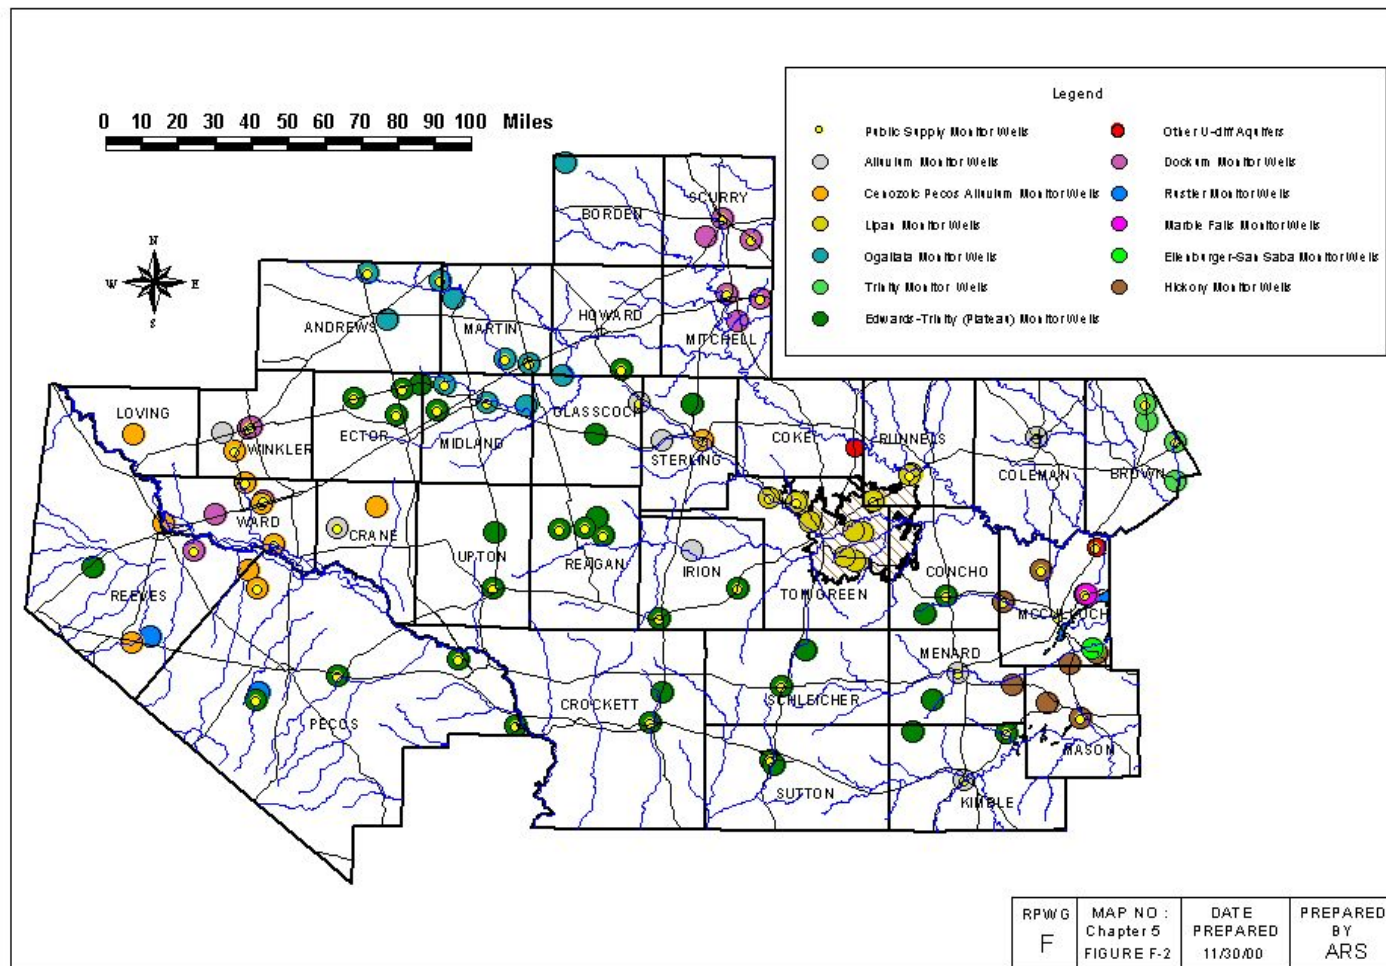 0 10 20 30 40 50 60 70 80 90 100 Miles
N
W E
S
Legend
Public Supply Monitor Wells
Alluvium Monitor Wells
Cenozoic Pecos Alluvium Monitor Wells
Lipan Monitor Wells
Ogallala Monitor Wells
Trinity Monitor Wells
Edwards-Trinity (Plateau) Monitor Wells
Other U-diff Aquifers
Dockum Monitor Wells
Rustler Monitor Wells
Marble Falls Monitor Wells
Ellenburger-San Saba Monitor Wells
Hickory Monitor Wells
BORDEN
SCURRY
ANDREWS
MARTIN
HOWARD
MITCHELL
LOVING
WINKLER
ECTOR
MIDLAND
GLASSCOCK
STERLING
COKE
RUNNELS
COLEMAN
BROWN
WARD
CRANE
UPTON
REAGAN
IRION
TOM GREEN
CONCHO
MCCULLOCH
REEVES
PECOS
CROCKETT
SCHLEICHER
MENARD
SUTTON
KIMBLE
MASON
RPWG
F
MAP NO :
Chapter 5
FIGURE F-2
DATE
PREPARED
11/30/00
PREPARED
BY
ARS